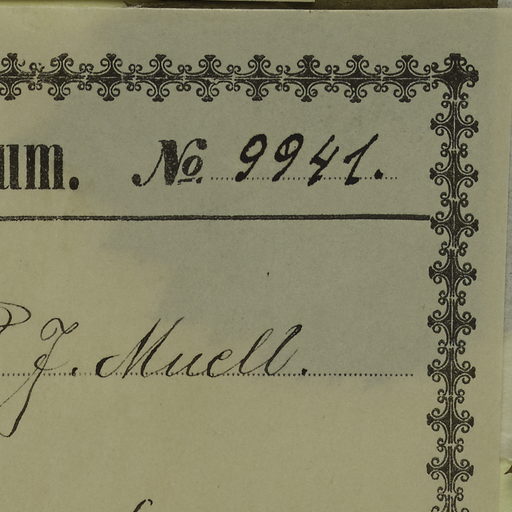 um. No 9941.
J. Muell.